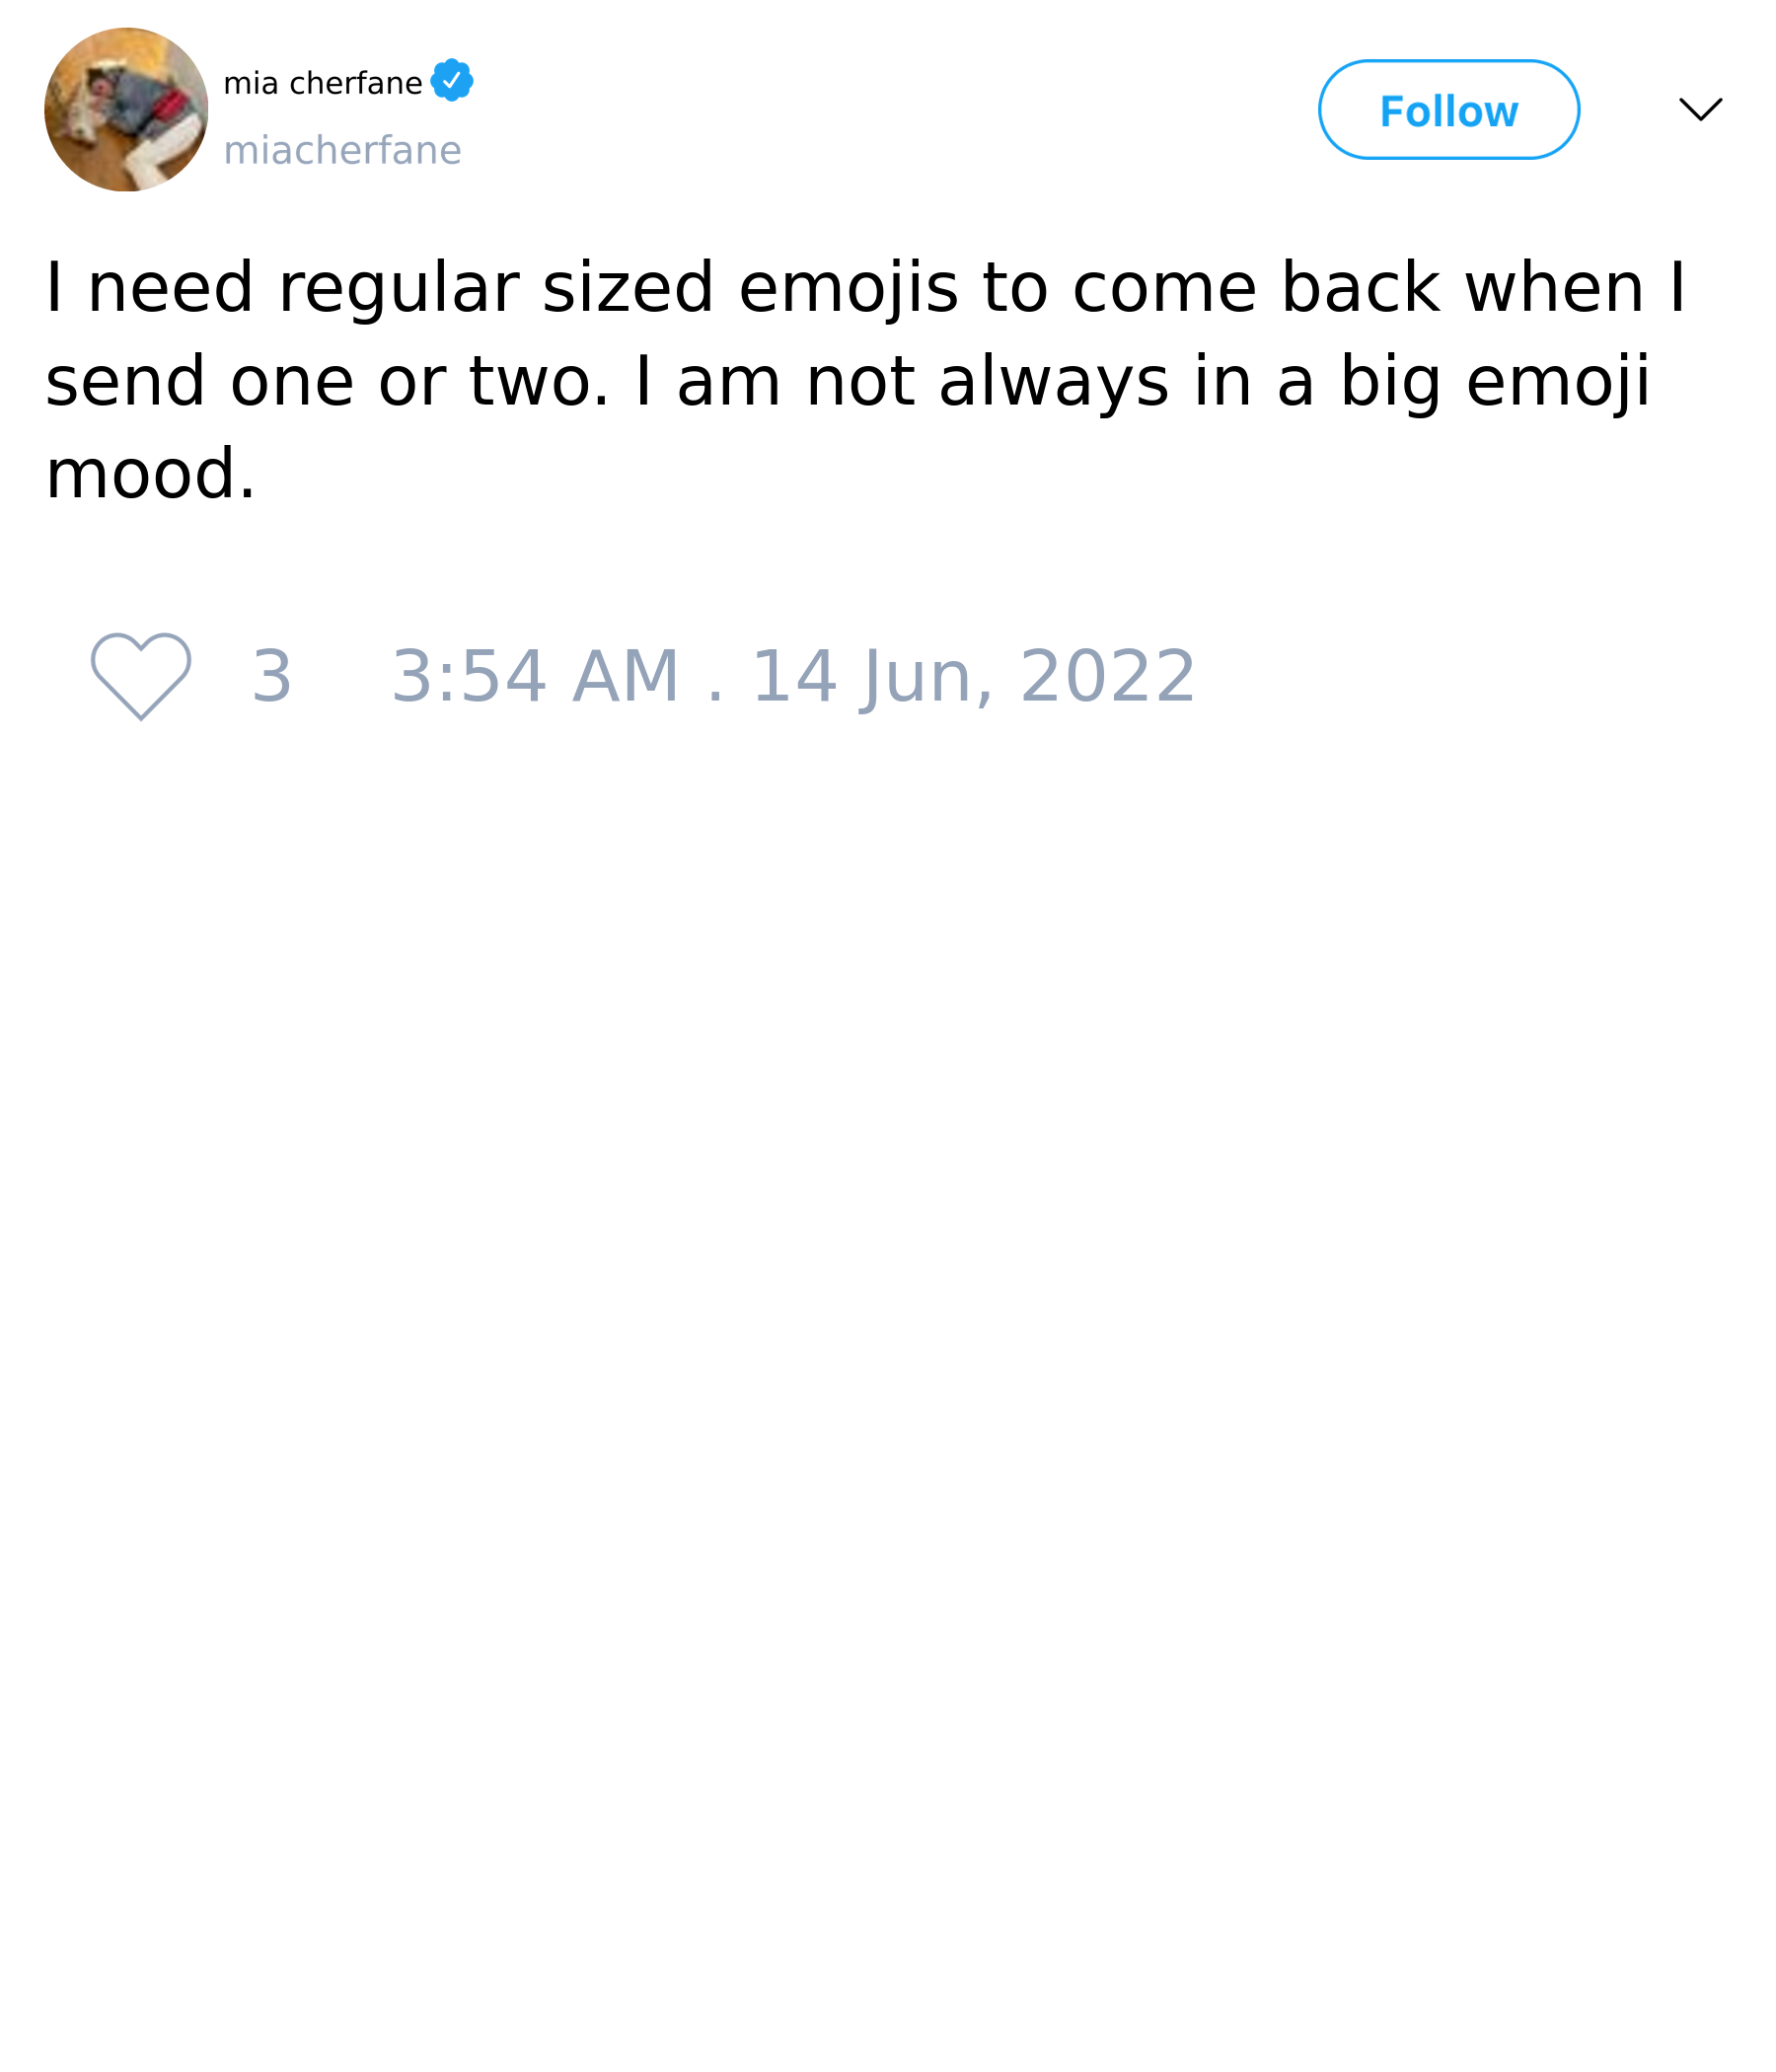 mia cherfane
miacherfane
Follow
I need regular sized emojis to come back when I
send one or two. I am not always in a big emoji
mood.
3 3:54 AM . 14 Jun, 2022